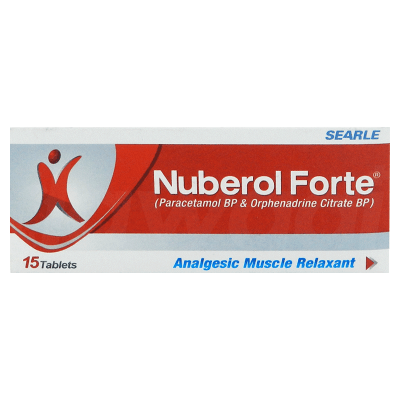 SEARLE
Nuberol Forte®
(Paracetamol BP & Orphenadrine Citrate BP)
15 Tablets
Analgesic Muscle Relaxant